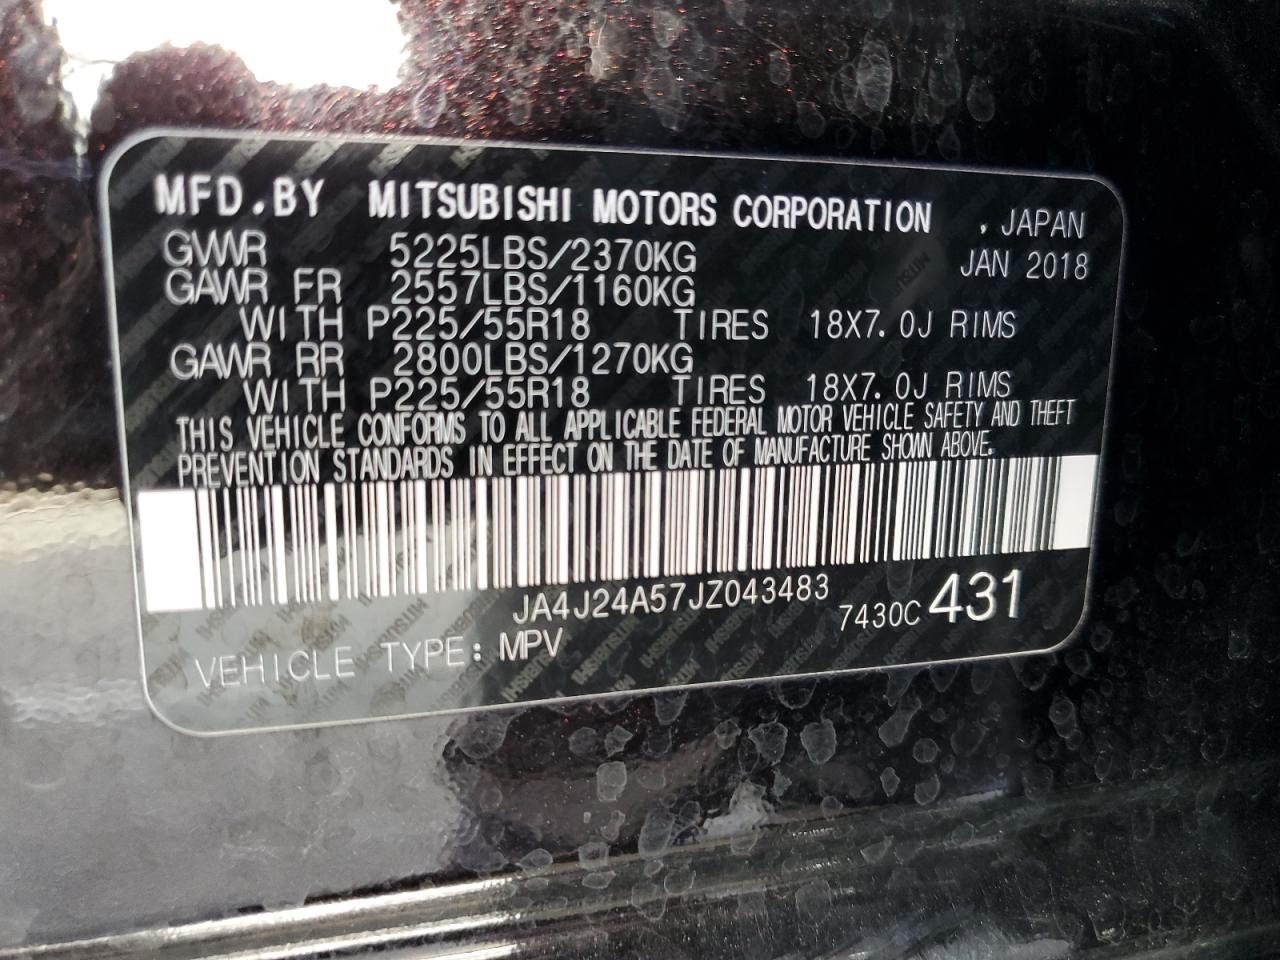 MFD.BY MITSUBISHI MOTORS CORPORATION , JAPAN
GVWR 5225LBS/2370KG JAN 2018
GAWR FR 2557LBS/1160KG
WITH P225/55R18 TIRES 18X7.0J RIMS
GAWR RR 2800LBS/1270KG
WITH P225/55R18 TIRES 18X7.0J RIMS
THIS VEHICLE CONFORMS TO ALL APPLICABLE FEDERAL MOTOR VEHICLE SAFETY AND THEFT
PREVENTION STANDARDS IN EFFECT ON THE DATE OF MANUFACTURE SHOWN ABOVE.
JA4J24A57JZ043483 7430C 431
VEHICLE TYPE: MPV